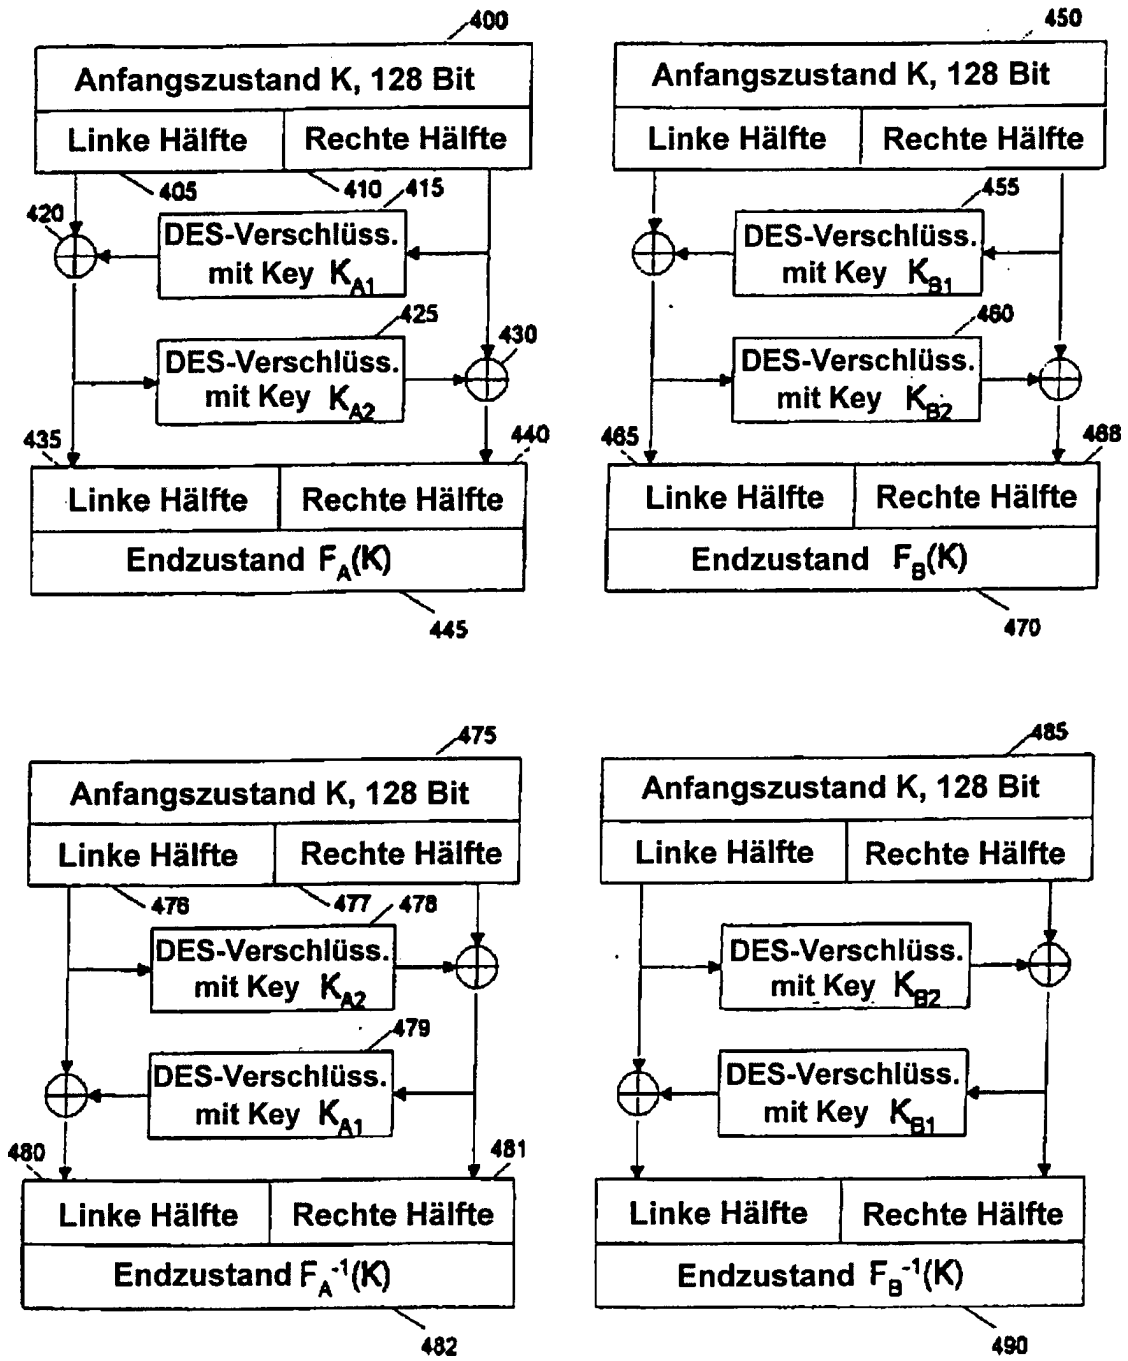 400
Anfangszustand K, 128 Bit
Linke Hälfte
Rechte Hälfte
405
410
415
420
DES-Verschlüss.
mit Key K_A1
425
430
DES-Verschlüss.
mit Key K_A2
435
440
Linke Hälfte
Rechte Hälfte
Endzustand F_A(K)
445
450
Anfangszustand K, 128 Bit
Linke Hälfte
Rechte Hälfte
455
DES-Verschlüss.
mit Key K_B1
460
DES-Verschlüss.
mit Key K_B2
465
468
Linke Hälfte
Rechte Hälfte
Endzustand F_B(K)
470
475
Anfangszustand K, 128 Bit
Linke Hälfte
Rechte Hälfte
476
477
478
DES-Verschlüss.
mit Key K_A2
479
DES-Verschlüss.
mit Key K_A1
480
481
Linke Hälfte
Rechte Hälfte
Endzustand F_A^-1(K)
482
485
Anfangszustand K, 128 Bit
Linke Hälfte
Rechte Hälfte
DES-Verschlüss.
mit Key K_B2
DES-Verschlüss.
mit Key K_B1
Linke Hälfte
Rechte Hälfte
Endzustand F_B^-1(K)
490